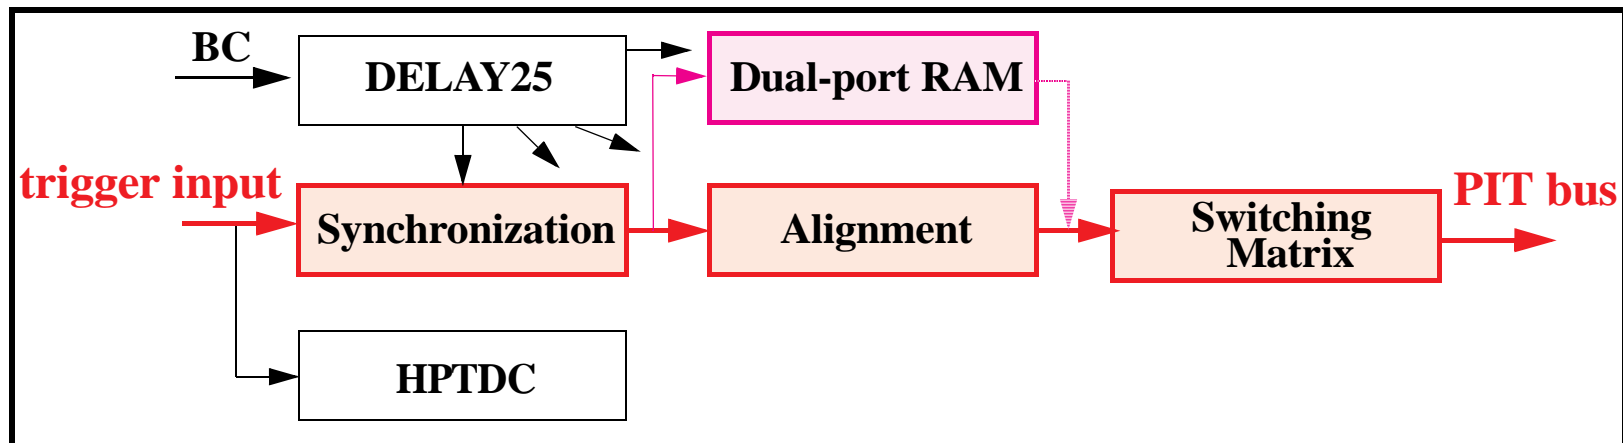 BC
DELAY25
Dual-port RAM
trigger input
Synchronization
Alignment
Switching
Matrix
PIT bus
HPTDC